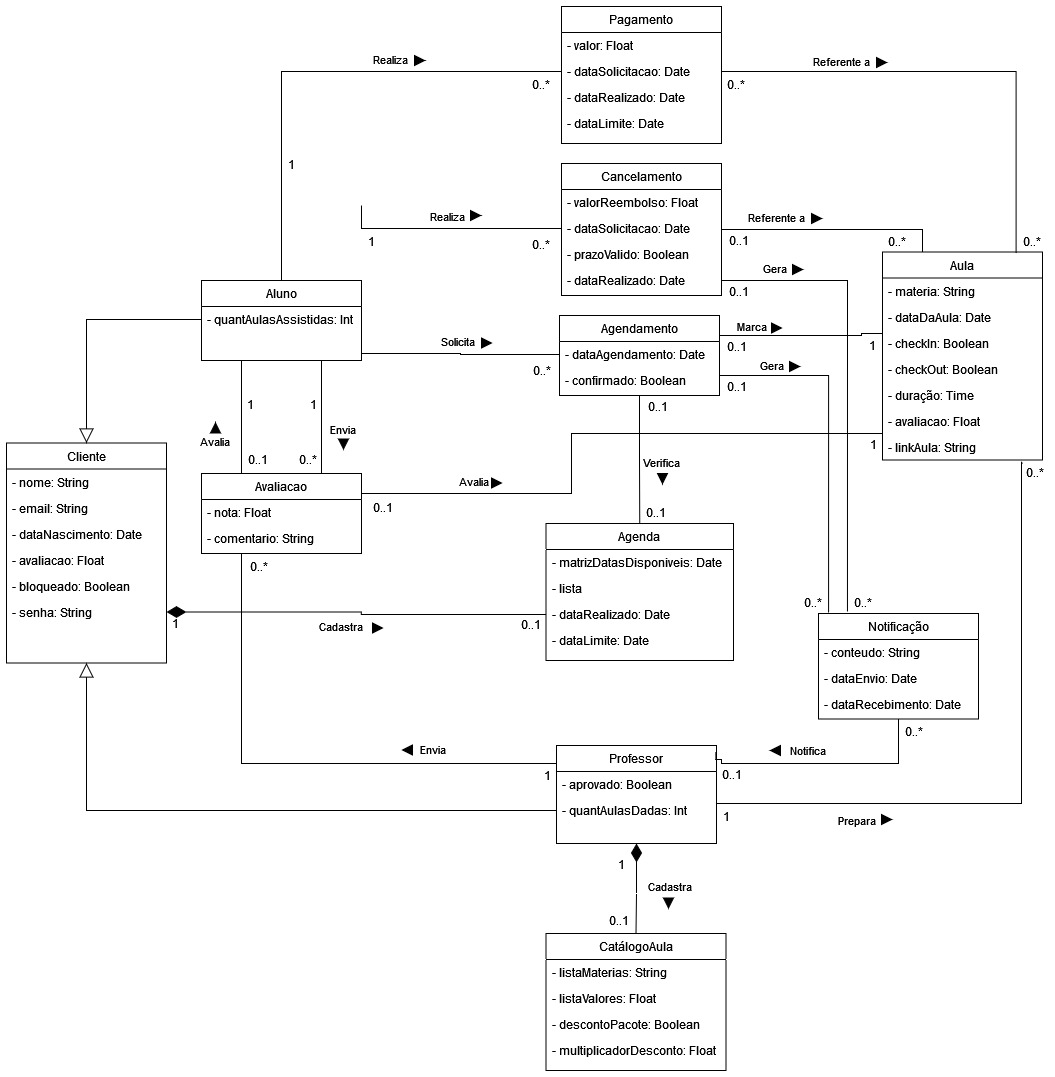 Pagamento
- valor: Float
- dataSolicitacao: Date
- dataRealizado: Date
- dataLimite: Date
Realiza
0..*
1
Referente a
0..*
0..*
Cancelamento
- valorReembolso: Float
- dataSolicitacao: Date
- prazoValido: Boolean
- dataRealizado: Date
Realiza
1
0..*
Referente a
0..1
0..*
Gera
0..1
0..*
Aula
- materia: String
- dataDaAula: Date
- checkIn: Boolean
- checkOut: Boolean
- duração: Time
- avaliacao: Float
- linkAula: String
Aluno
- quantAulasAssistidas: Int
Solicita
0..*
Agendamento
- dataAgendamento: Date
- confirmado: Boolean
Marca
0..1
1
Gera
0..1
0..*
0..1
Verifica
0..1
1
Avalia
0..1
1
Envia
0..*
Cliente
- nome: String
- email: String
- dataNascimento: Date
- avaliacao: Float
- bloqueado: Boolean
- senha: String
Avaliacao
- nota: Float
- comentario: String
Avalia
0..1
1
0..*
Agenda
- matrizDatasDisponiveis: Date
- lista
- dataRealizado: Date
- dataLimite: Date
1
Cadastra
0..1
Notificação
- conteudo: String
- dataEnvio: Date
- dataRecebimento: Date
0..*
Notifica
0..1
Envia
1
Professor
- aprovado: Boolean
- quantAulasDadas: Int
1
Prepara
0..*
1
Cadastra
0..1
CatálogoAula
- listaMaterias: String
- listaValores: Float
- descontoPacote: Boolean
- multiplicadorDesconto: Float